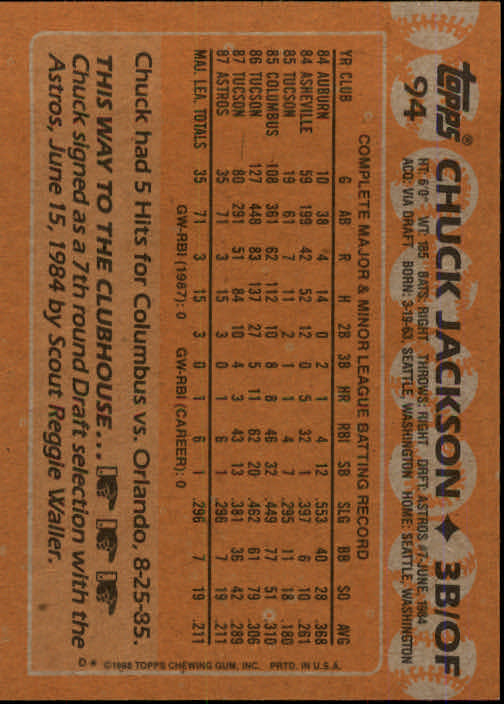 topps®
94
CHUCK JACKSON ♦ 3B/OF
HT: 6'0" WT: 185 BATS: RIGHT THROWS: RIGHT DRFT: ASTROS #7-JUNE, 1984
ACQ: VIA DRAFT BORN: 3-19-63, SEATTLE, WASHINGTON HOME: SEATTLE, WASHINGTON
COMPLETE MAJOR & MINOR LEAGUE BATTING RECORD
YR CLUB G AB R H 2B 3B HR RBI SB SLG BB SO AVG
84 AUBURN 10 38 4 14 0 2 1 4 12 .553 40 28 .368
84 ASHEVILLE 59 199 42 52 12 0 5 32 1 .397 6 10 .261
85 TUCSON 19 61 7 11 2 1 1 4 7 .295 11 18 .180
85 COLUMBUS 108 361 62 112 10 8 8 46 32 .449 77 51 .310
86 TUCSON 127 448 83 137 27 5 11 62 20 .462 61 79 .306
87 TUCSON 80 291 51 84 10 4 3 43 13 .381 36 42 .289
87 ASTROS 35 71 3 15 3 0 1 6 1 .296 7 19 .211
MAJ. LEA. TOTALS 35 71 3 15 3 0 1 6 1 .296 7 19 .211
GW-RBI (1987): 0 GW-RBI (CAREER): 0
Chuck had 5 Hits for Columbus vs. Orlando, 8-25-85.
THIS WAY TO THE CLUBHOUSE...
Chuck signed as a 7th round Draft selection with the
Astros, June 15, 1984 by Scout Reggie Waller.
D* ©1988 TOPPS CHEWING GUM, INC. PRTD. IN U.S.A.